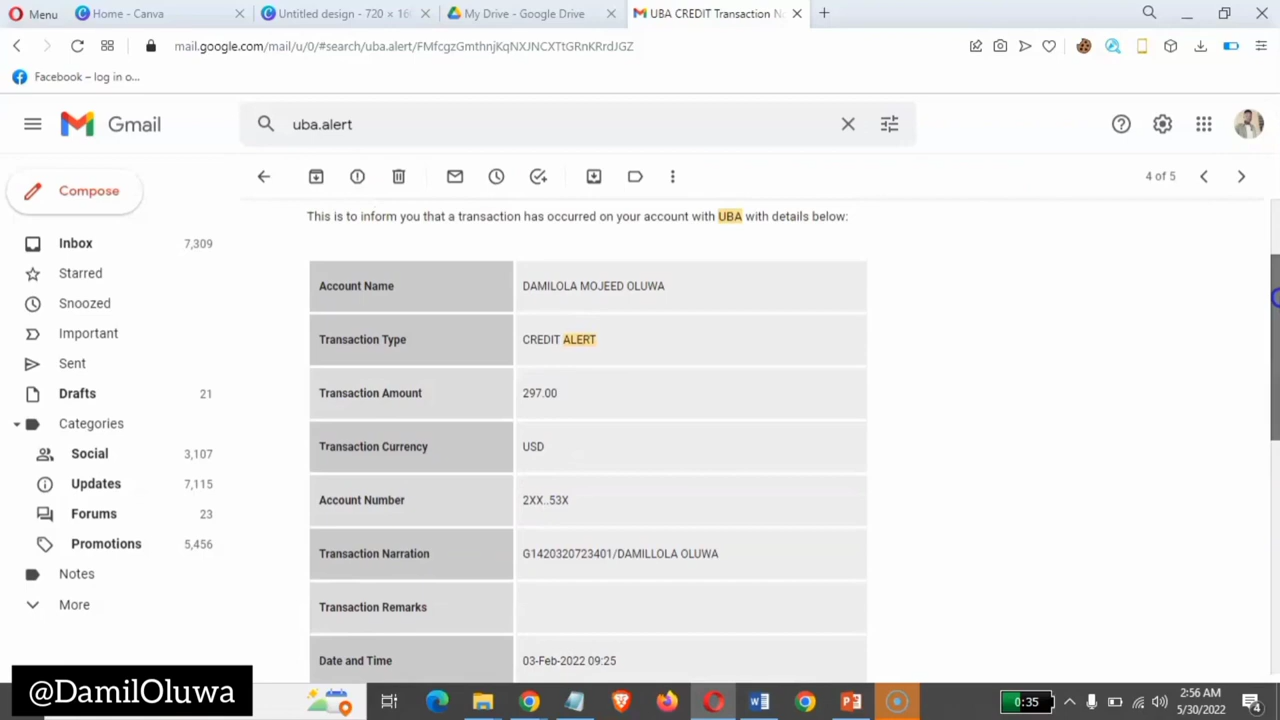 Menu
Home - Canva
Untitled design - 720 × 16
My Drive - Google Drive
UBA CREDIT Transaction N
mail.google.com/mail/u/0/#search/uba.alert/FMfcgzGmthnjKqNXJNCXTtGRnKRrdJGZ
Facebook – log in o...
Gmail
uba.alert
Compose
4 of 5
Inbox 7,309
Starred
Snoozed
Important
Sent
Drafts 21
Categories
Social 3,107
Updates 7,115
Forums 23
Promotions 5,456
Notes
More
This is to inform you that a transaction has occurred on your account with UBA with details below:
Account Name DAMILOLA MOJEED OLUWA
Transaction Type CREDIT ALERT
Transaction Amount 297.00
Transaction Currency USD
Account Number 2XX..53X
Transaction Narration G1420320723401/DAMILLOLA OLUWA
Transaction Remarks
Date and Time 03-Feb-2022 09:25
@DamilOluwa
0:35
2:56 AM
5/30/2022
4